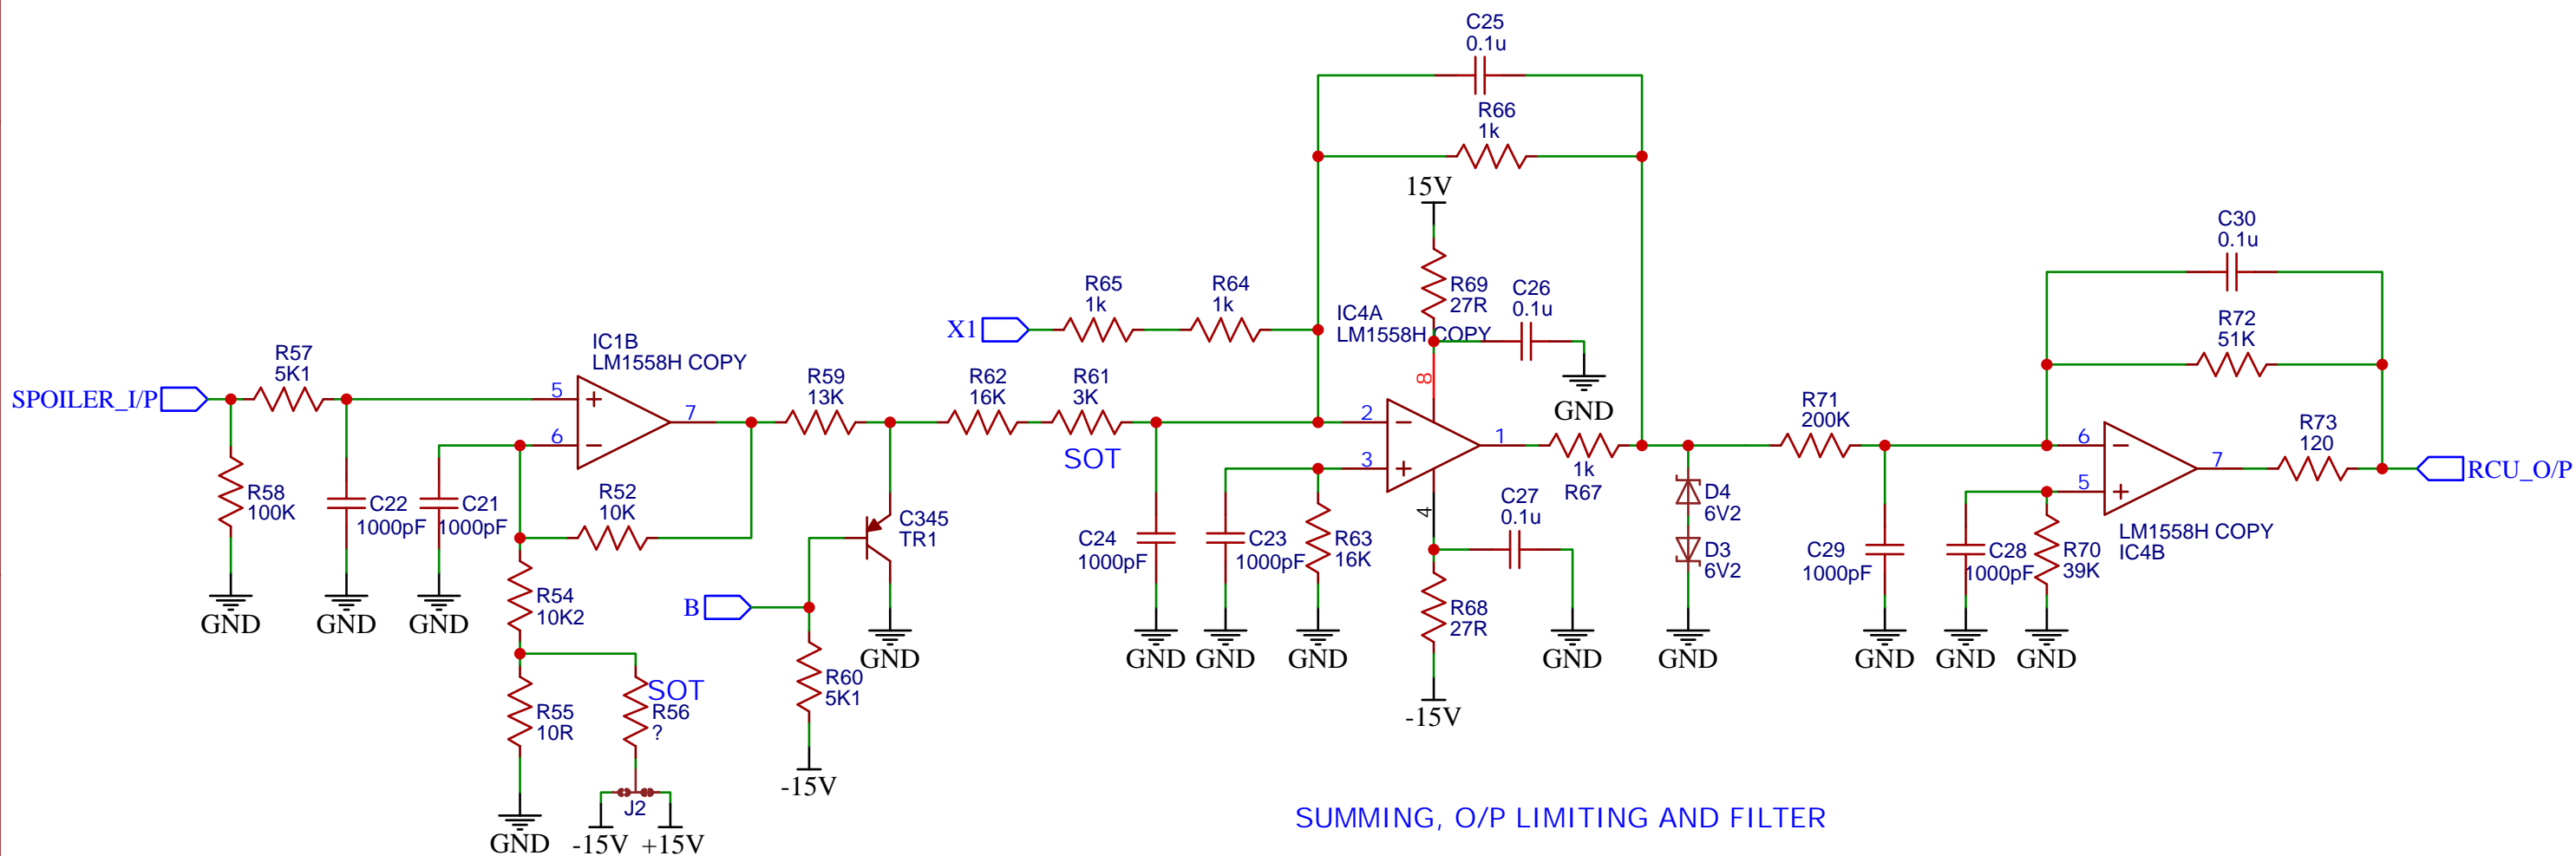 C25
0.1u
R66
1k
15V
C30
0.1u
R69
27R
C26
0.1u
R65
1k
R64
1k
X1
IC4A
LM1558H COPY
R72
51K
IC1B
LM1558H COPY
R57
5K1
SPOILER_I/P
5
6
7
R59
13K
R62
16K
R61
3K
SOT
8
GND
2
3
1
4
1k
R67
R71
200K
6
5
7
R73
120
RCU_O/P
R58
100K
C22
1000pF
C21
1000pF
R52
10K
C345
TR1
C24
1000pF
C23
1000pF
R63
16K
C27
0.1u
D4
6V2
D3
6V2
C29
1000pF
C28
1000pF
R70
39K
LM1558H COPY
IC4B
GND
GND
GND
R54
10K2
B
GND
GND
GND
GND
R68
27R
GND
GND
GND
GND
GND
R55
10R
SOT
R56
?
R60
5K1
-15V
-15V
J2
GND
-15V
+15V
SUMMING, O/P LIMITING AND FILTER